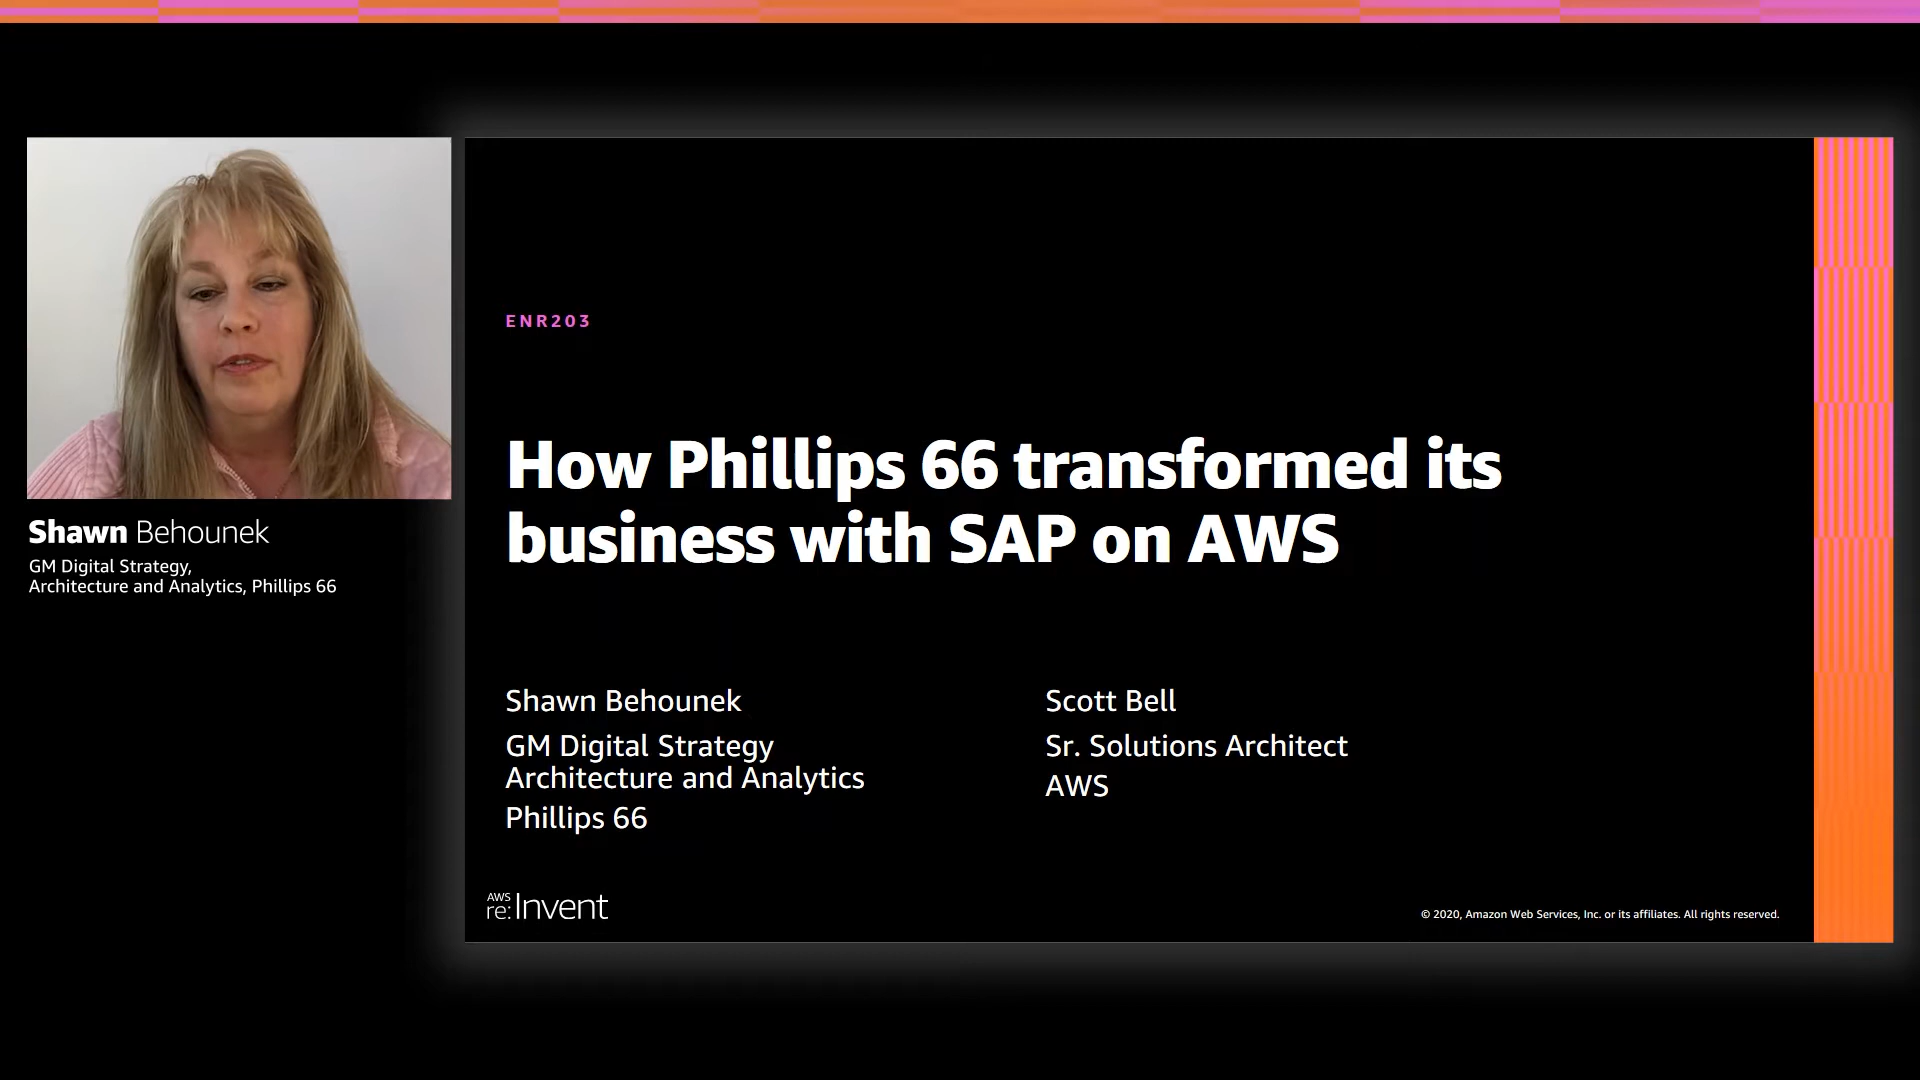 Shawn Behounek
GM Digital Strategy,
Architecture and Analytics, Phillips 66
ENR203
How Phillips 66 transformed its
business with SAP on AWS
Shawn Behounek
GM Digital Strategy
Architecture and Analytics
Phillips 66
Scott Bell
Sr. Solutions Architect
AWS
AWS
re:Invent
© 2020, Amazon Web Services, Inc. or its affiliates. All rights reserved.